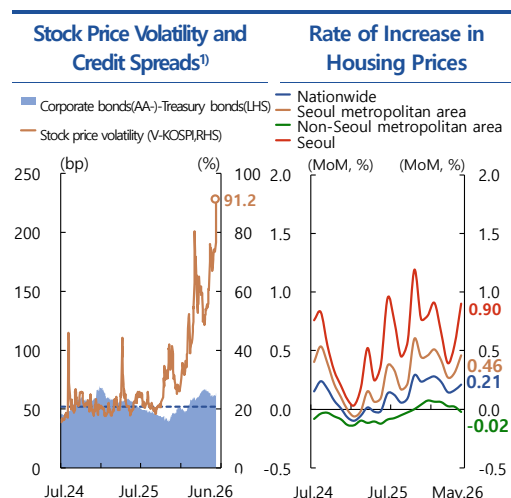 Stock Price Volatility and
Credit Spreads1)
Corporate bonds(AA-)-Treasury bonds(LHS)
Stock price volatility (V-KOSPI,RHS)
(bp) (%)
250 100
91.2
200 80
150 60
100 40
50 20
0 0
Jul.24 Jul.25 Jun.26
Rate of Increase in
Housing Prices
Nationwide
Seoul metropolitan area
Non-Seoul metropolitan area
Seoul
(MoM, %) (MoM, %)
2.0 2.0
1.5 1.5
1.0 1.0
0.90
0.5 0.5
0.46
0.21
0.0 0.0
-0.02
-0.5 -0.5
Jul.24 Jul.25 May.26